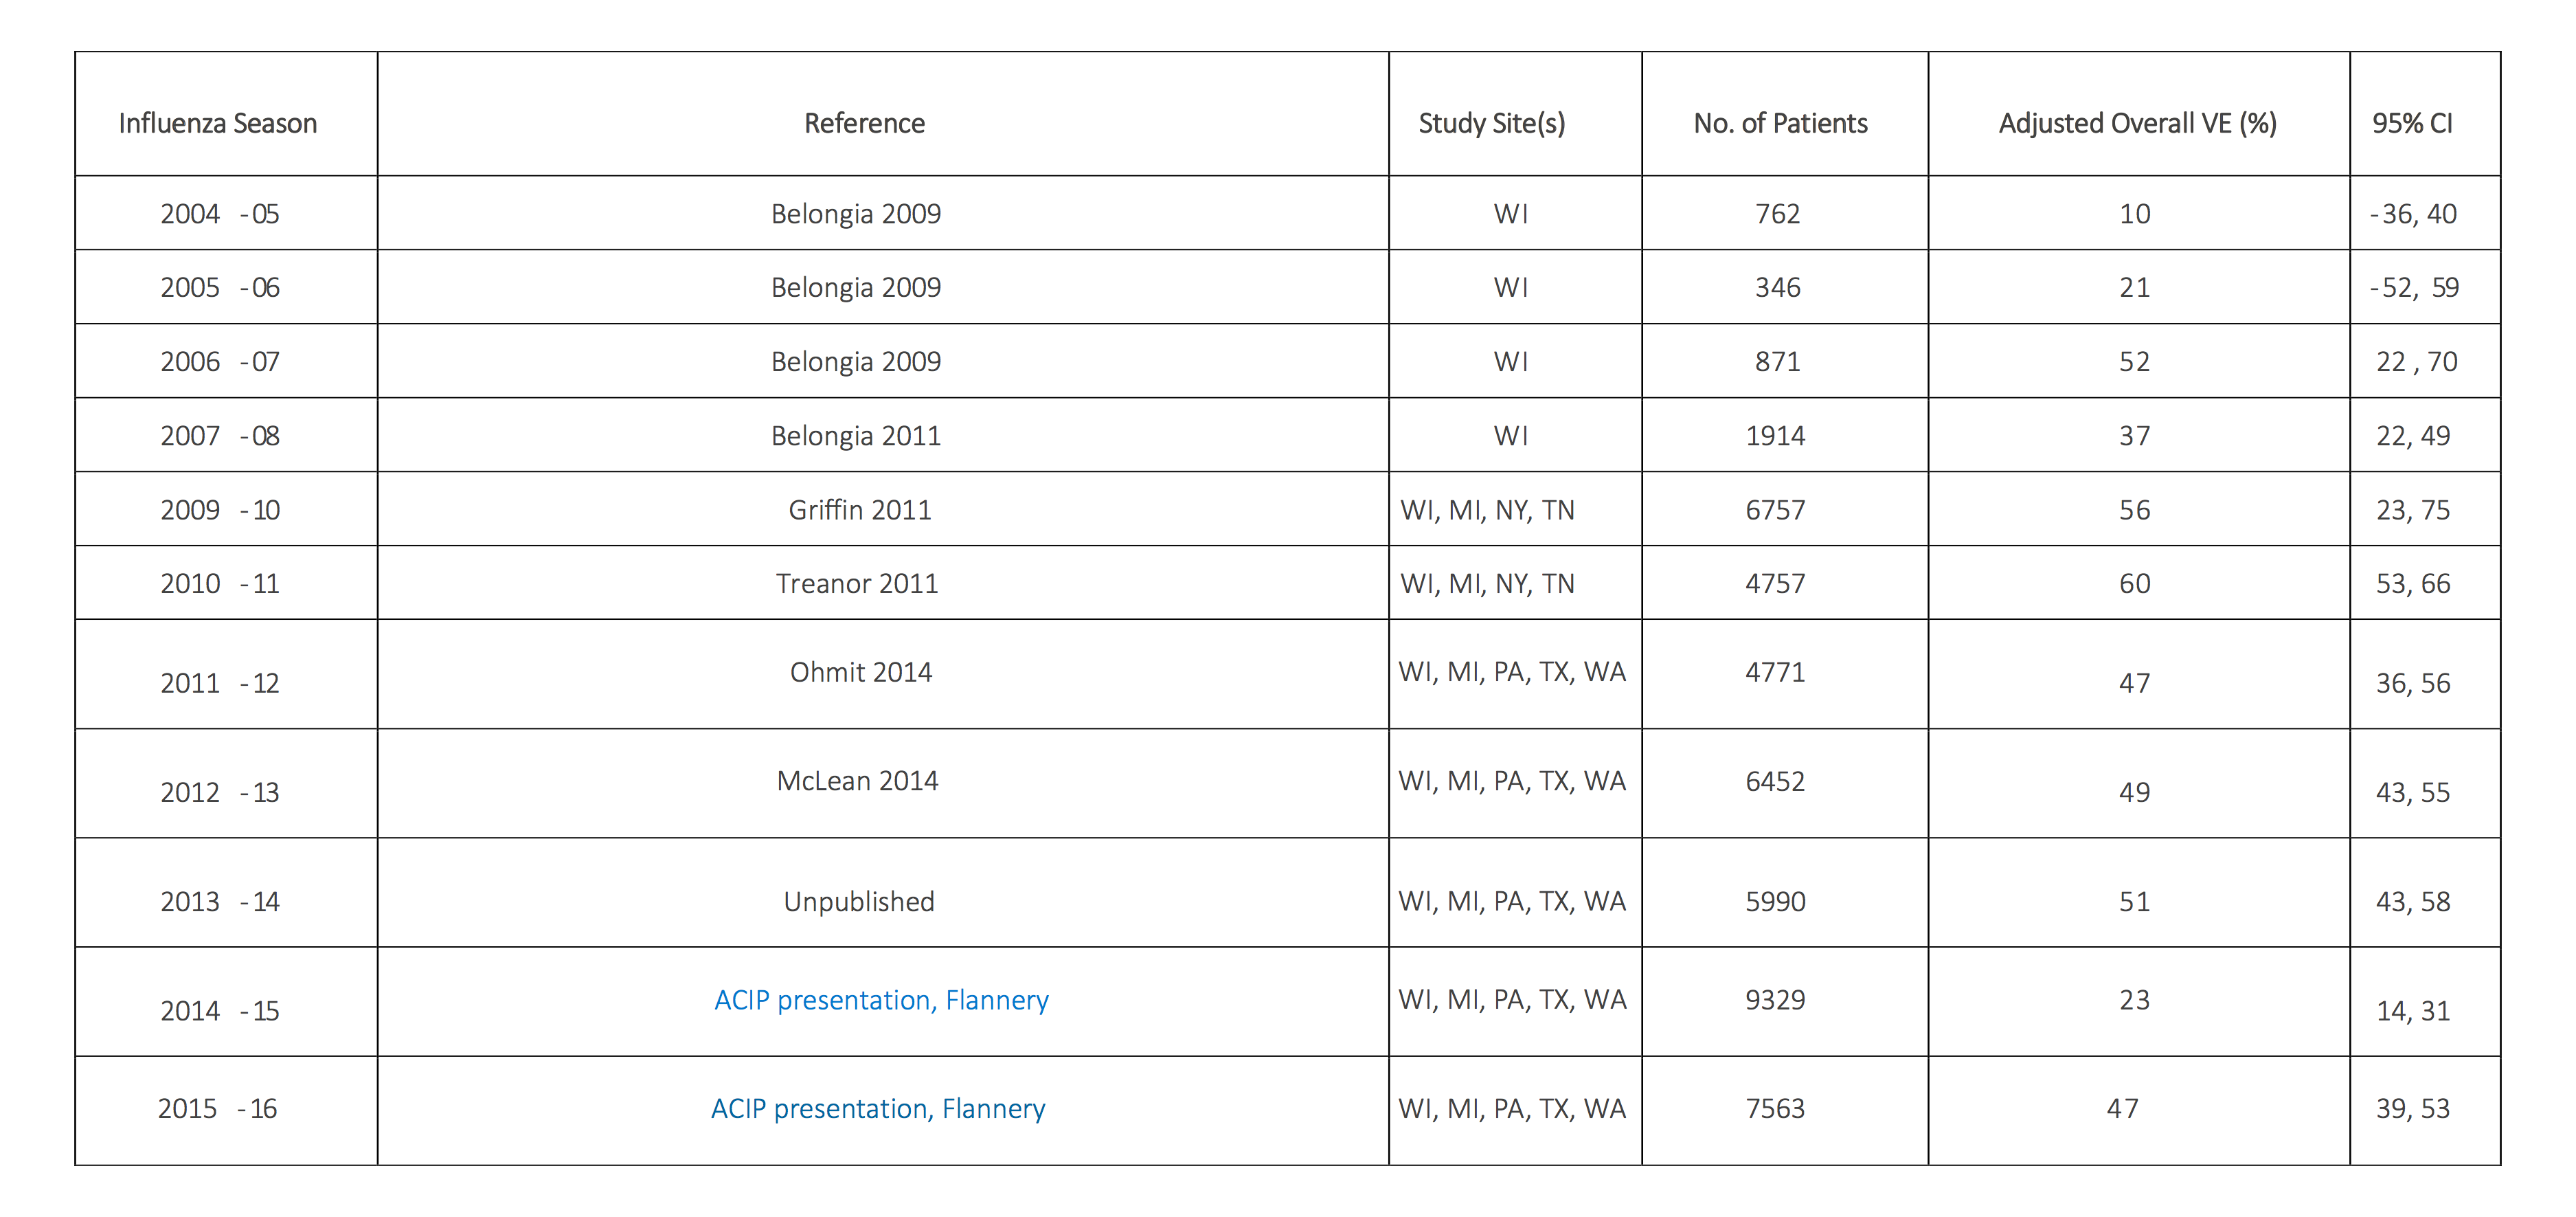 Influenza Season Reference Study Site(s) No. of Patients Adjusted Overall VE (%) 95% CI
2004 -05 Belongia 2009 WI 762 10 -36, 40
2005 -06 Belongia 2009 WI 346 21 -52, 59
2006 -07 Belongia 2009 WI 871 52 22 , 70
2007 -08 Belongia 2011 WI 1914 37 22, 49
2009 -10 Griffin 2011 WI, MI, NY, TN 6757 56 23, 75
2010 -11 Treanor 2011 WI, MI, NY, TN 4757 60 53, 66
2011 -12 Ohmit 2014 WI, MI, PA, TX, WA 4771 47 36, 56
2012 -13 McLean 2014 WI, MI, PA, TX, WA 6452 49 43, 55
2013 -14 Unpublished WI, MI, PA, TX, WA 5990 51 43, 58
2014 -15 ACIP presentation, Flannery WI, MI, PA, TX, WA 9329 23 14, 31
2015 -16 ACIP presentation, Flannery WI, MI, PA, TX, WA 7563 47 39, 53